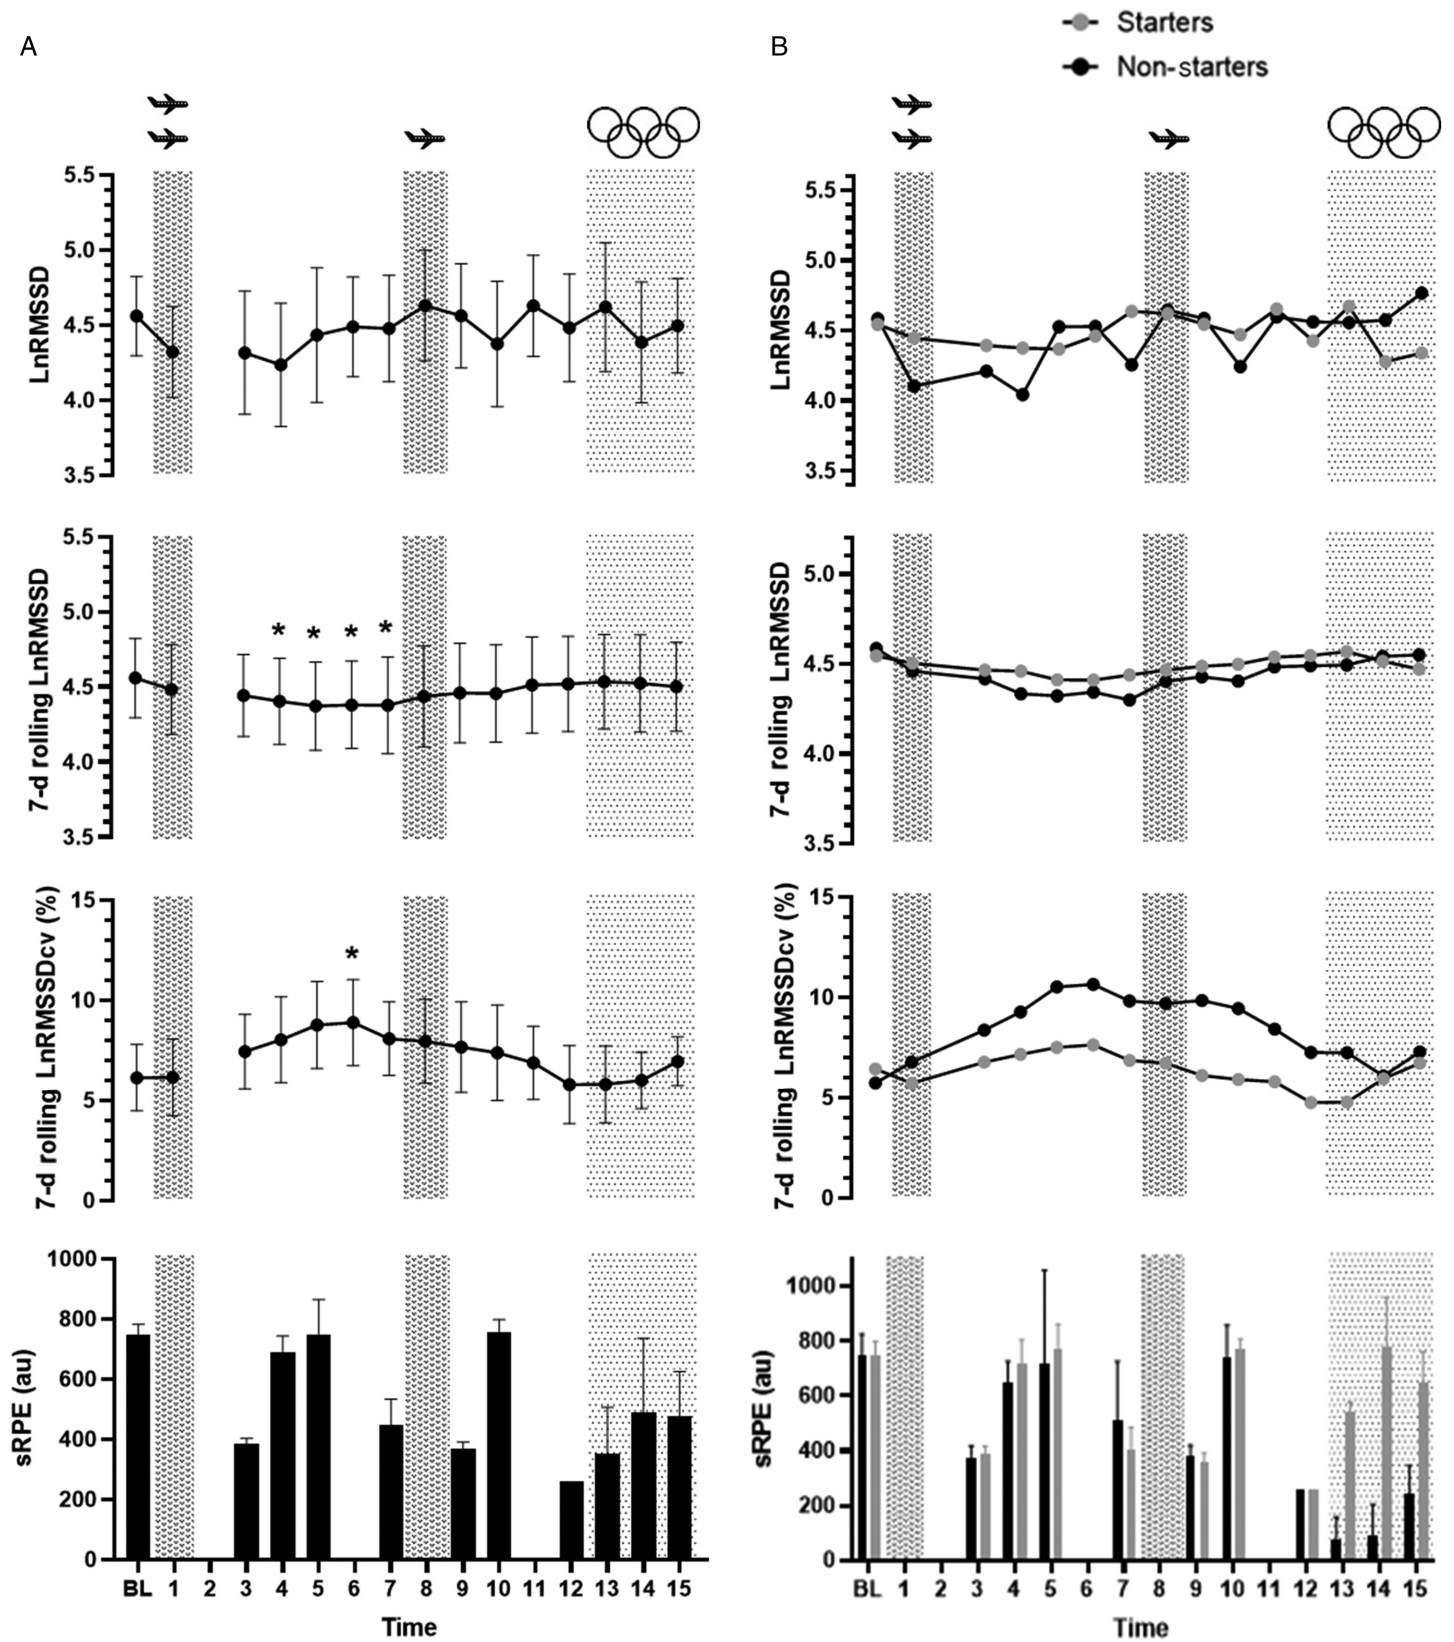 A
B
Starters
Non-starters
5.5
5.0
4.5
4.0
3.5
LnRMSSD
5.5
5.0
4.5
4.0
3.5
LnRMSSD
5.5
5.0
4.5
4.0
3.5
7-d rolling LnRMSSD
* * * *
5.0
4.5
4.0
3.5
7-d rolling LnRMSSD
15
10
5
0
7-d rolling LnRMSSDcv (%)
*
15
10
5
0
7-d rolling LnRMSSDcv (%)
1000
800
600
400
200
0
sRPE (au)
BL 1 2 3 4 5 6 7 8 9 10 11 12 13 14 15
Time
1000
800
600
400
200
0
sRPE (au)
BL 1 2 3 4 5 6 7 8 9 10 11 12 13 14 15
Time